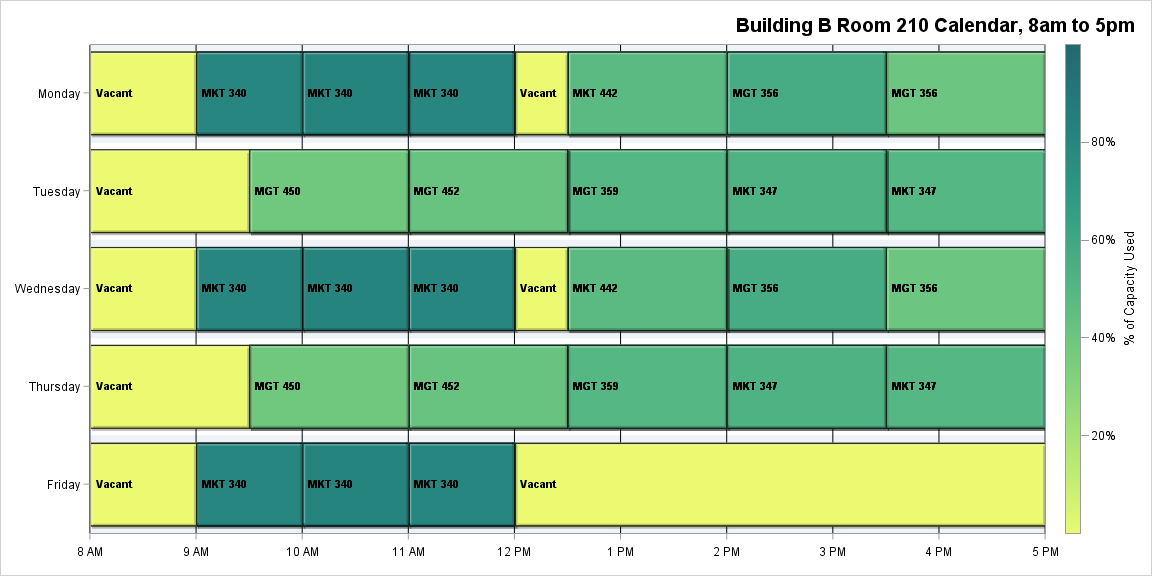 Building B Room 210 Calendar, 8am to 5pm
Monday
Vacant MKT 340 MKT 340 MKT 340 Vacant MKT 442 MGT 356 MGT 356
Tuesday
Vacant MGT 450 MGT 452 MGT 359 MKT 347 MKT 347
Wednesday
Vacant MKT 340 MKT 340 MKT 340 Vacant MKT 442 MGT 356 MGT 356
Thursday
Vacant MGT 450 MGT 452 MGT 359 MKT 347 MKT 347
Friday
Vacant MKT 340 MKT 340 MKT 340 Vacant
8 AM 9 AM 10 AM 11 AM 12 PM 1 PM 2 PM 3 PM 4 PM 5 PM
80%
60%
40%
20%
% of Capacity Used